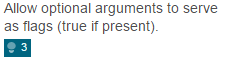 Allow optional arguments to serve
as flags (true if present).
3